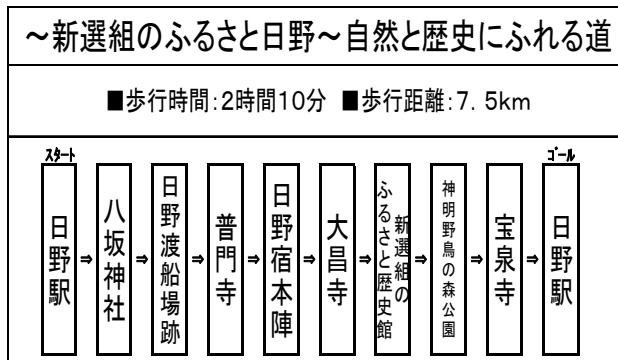 ～新選組のふるさと日野～自然と歴史にふれる道
■歩行時間:2時間10分 ■歩行距離:7.5km
ｽﾀｰﾄ
ｺﾞｰﾙ
日野駅
⇒
八坂神社
⇒
日野渡船場跡
⇒
普門寺
⇒
日野宿本陣
⇒
大昌寺
⇒
新選組の
ふるさと歴史館
⇒
神明野鳥の森公園
⇒
宝泉寺
⇒
日野駅